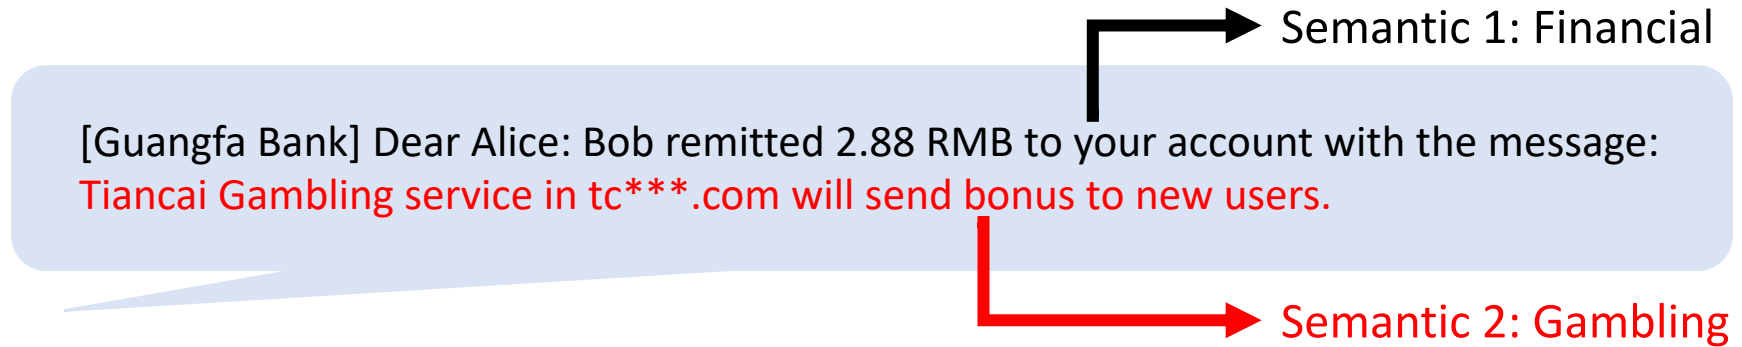 Semantic 1: Financial
[Guangfa Bank] Dear Alice: Bob remitted 2.88 RMB to your account with the message:
Tiancai Gambling service in tc***.com will send bonus to new users.
Semantic 2: Gambling